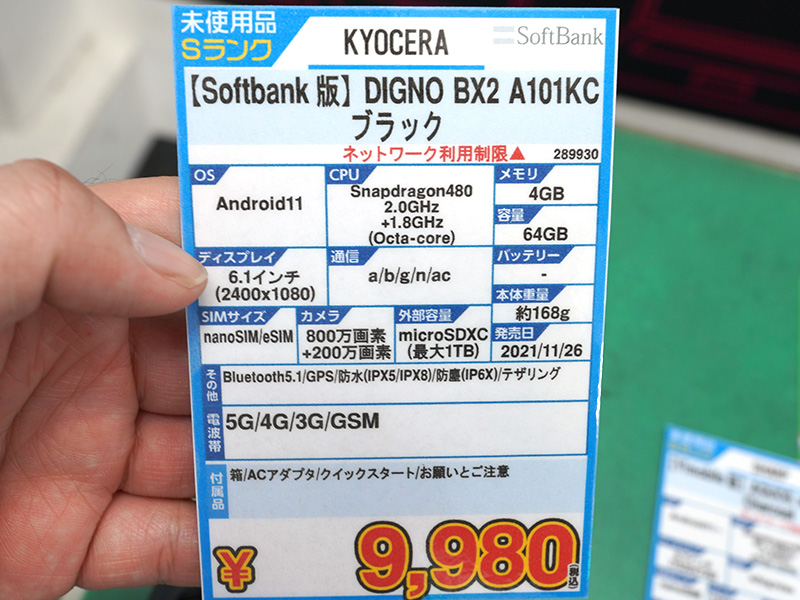 未使用品
Sランク
KYOCERA
SoftBank
【Softbank 版】 DIGNO BX2 A101KC
ブラック
ネットワーク利用制限▲
289930
OS
Android11
CPU
Snapdragon480
2.0GHz
+1.8GHz
(Octa-core)
メモリ
4GB
容量
64GB
ディスプレイ
6.1インチ
(2400x1080)
通信
a/b/g/n/ac
バッテリー
-
本体重量
約168g
SIMサイズ
nanoSIM/eSIM
カメラ
800万画素
+200万画素
外部容量
microSDXC
(最大1TB)
発売日
2021/11/26
その他
Bluetooth5.1/GPS/防水(IPX5/IPX8)/防塵(IP6X)/テザリング
電波帯
5G/4G/3G/GSM
付属品
箱/ACアダプタ/クイックスタート/お願いとご注意
¥ 9,980 (税込)